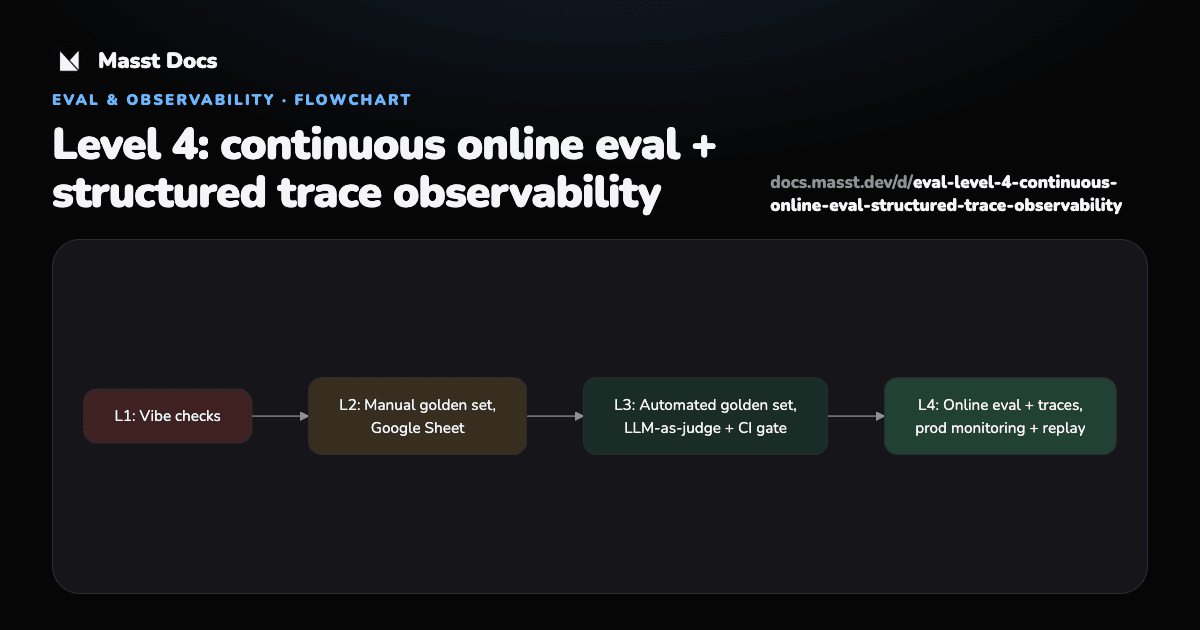 Masst Docs
EVAL & OBSERVABILITY · FLOWCHART
Level 4: continuous online eval +
structured trace observability
docs.masst.dev/d/eval-level-4-continuous-
online-eval-structured-trace-observability
L1: Vibe checks
L2: Manual golden set,
Google Sheet
L3: Automated golden set,
LLM-as-judge + CI gate
L4: Online eval + traces,
prod monitoring + replay